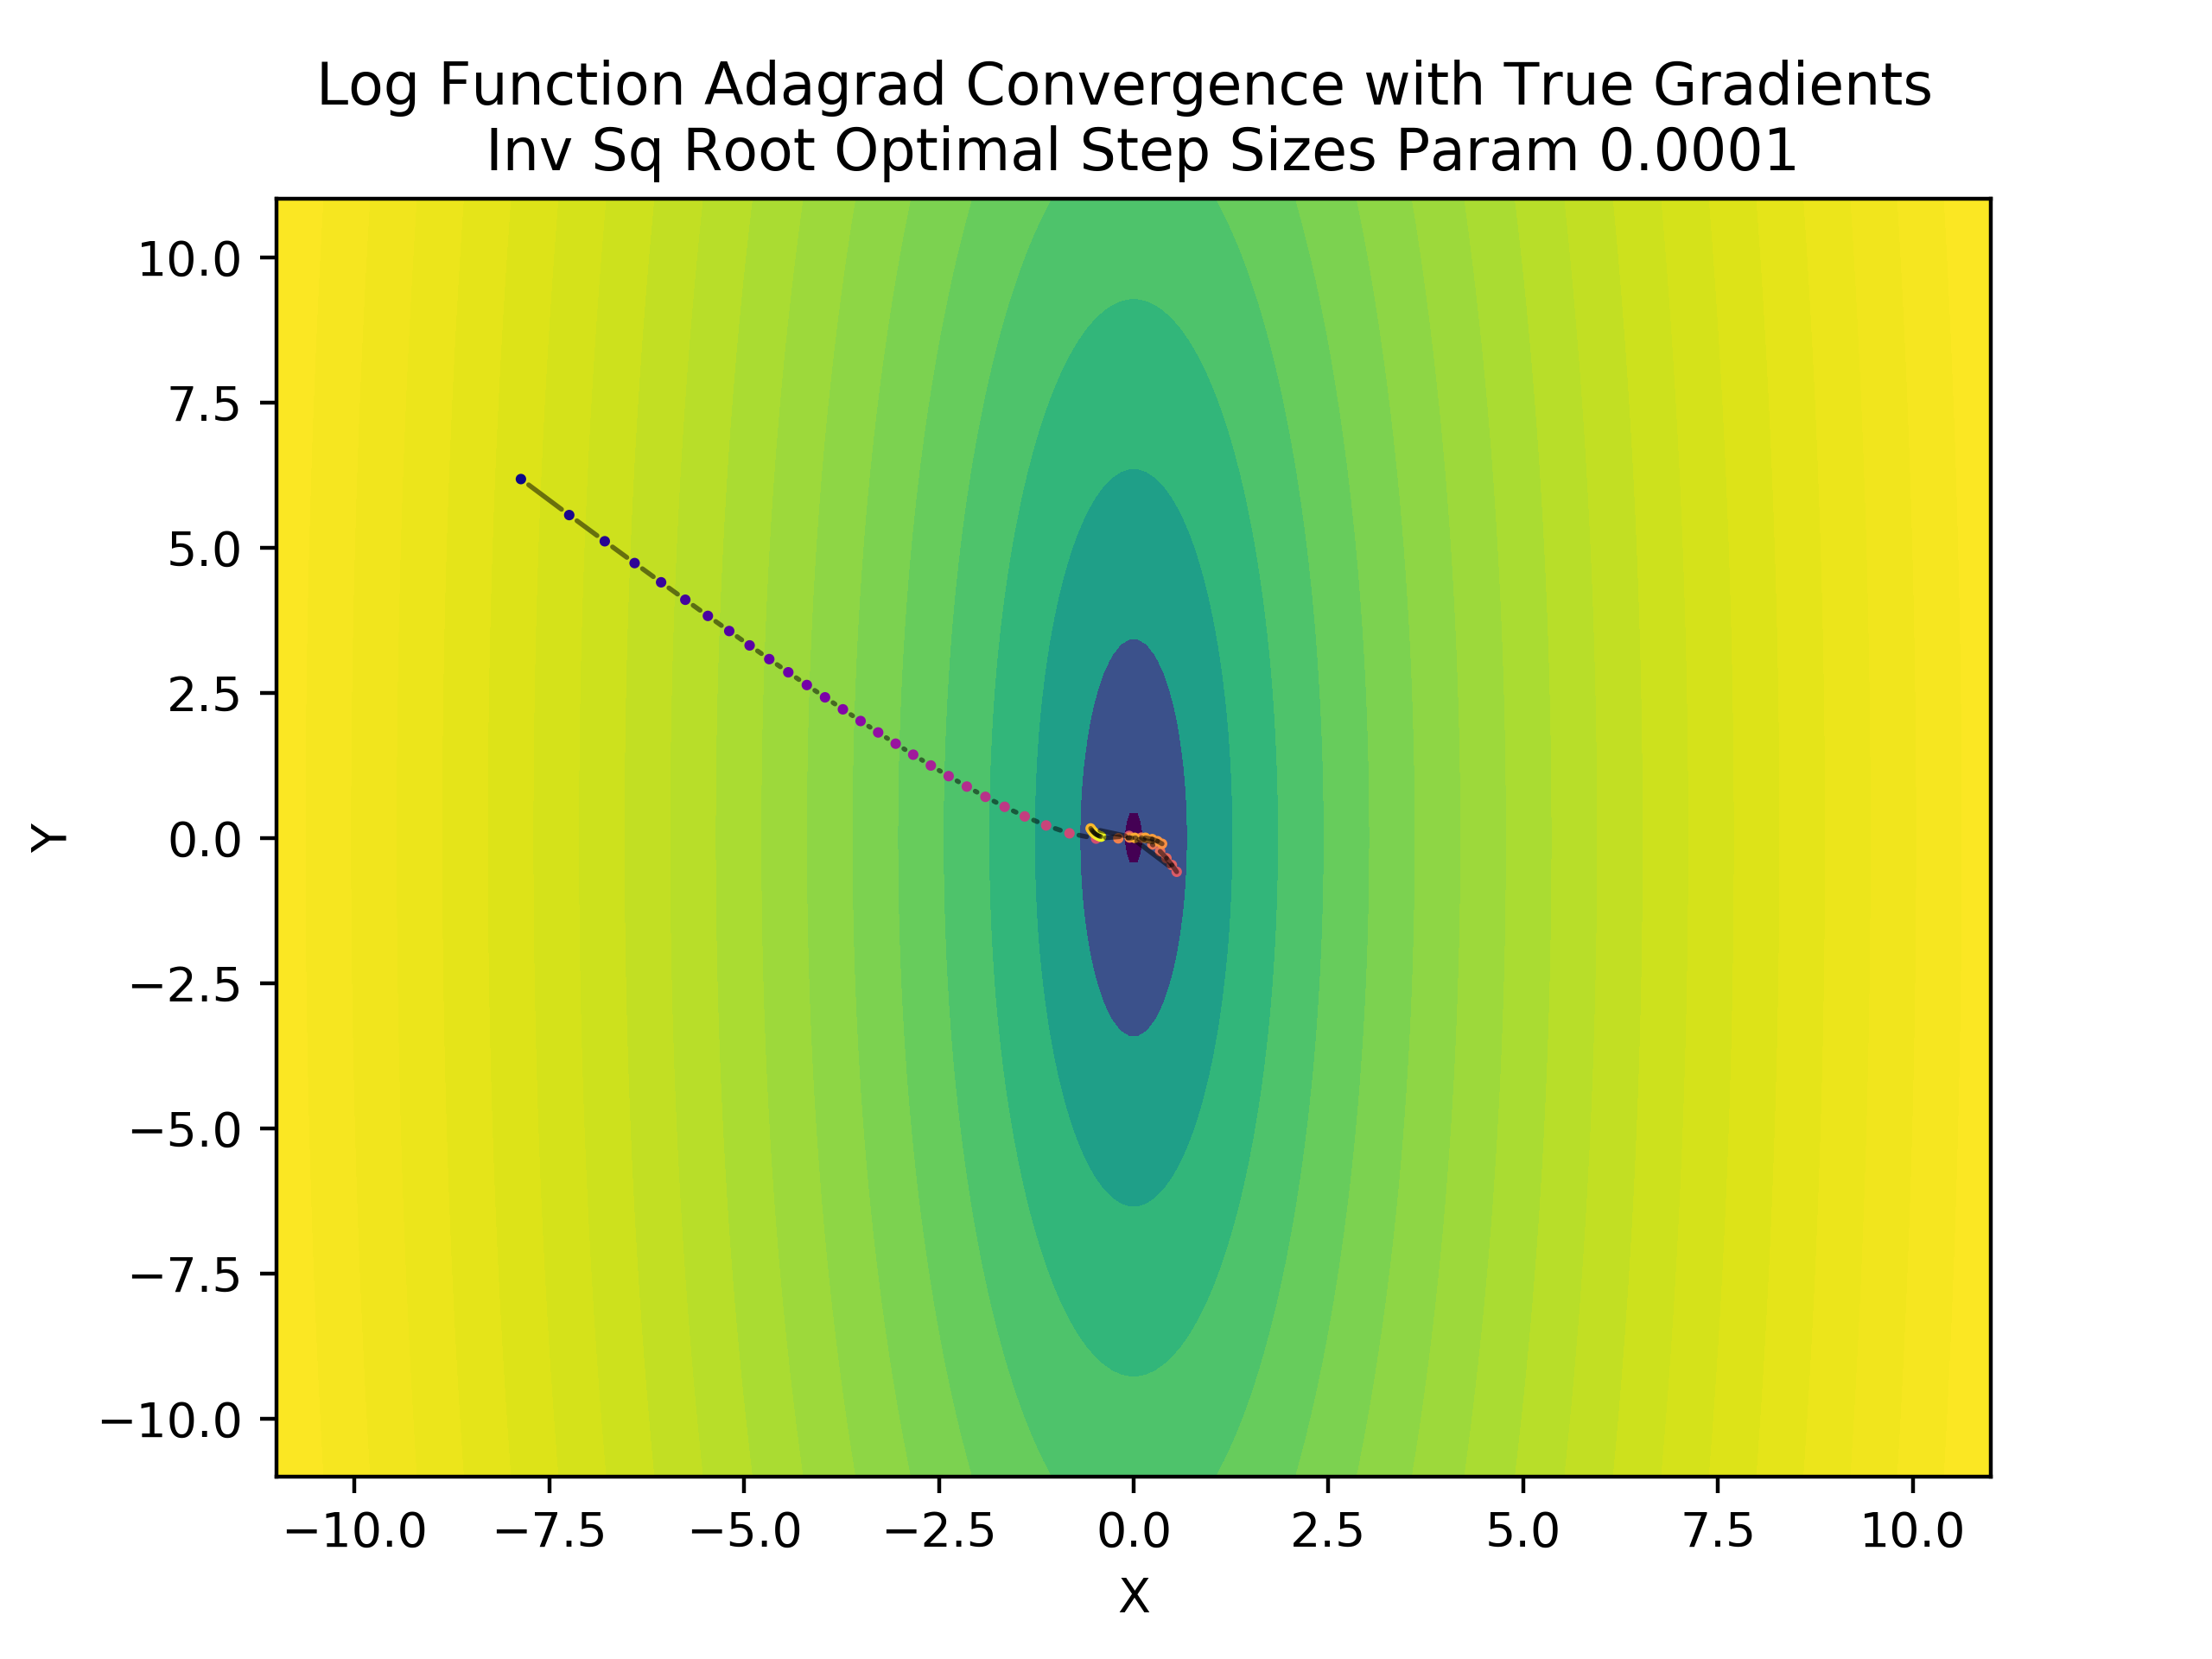 Log Function Adagrad Convergence with True Gradients
Inv Sq Root Optimal Step Sizes Param 0.0001
10.0
7.5
5.0
2.5
0.0
−2.5
−5.0
−7.5
−10.0
Y
−10.0 −7.5 −5.0 −2.5 0.0 2.5 5.0 7.5 10.0
X